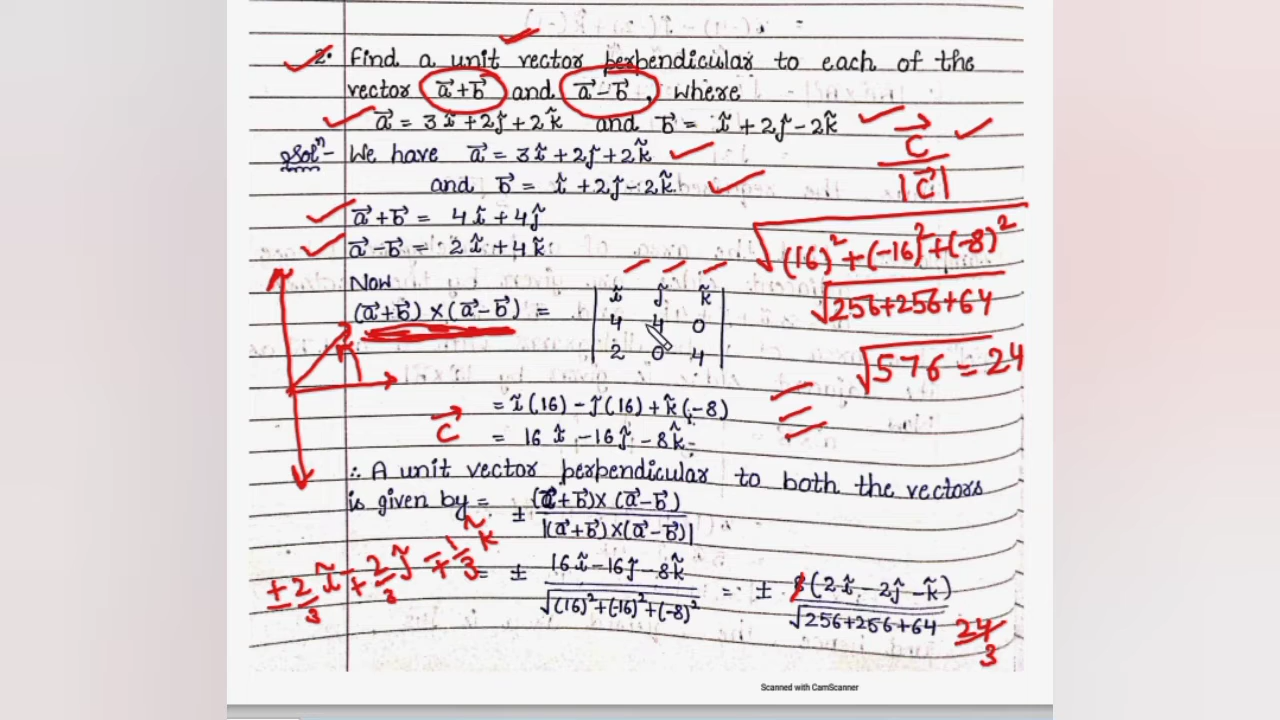 2. Find a unit vector perpendicular to each of the
vector a⃗+b⃗ and a⃗-b⃗, where
a⃗ = 3î+2ĵ+2k̂ and b⃗ = î+2ĵ-2k̂
Solⁿ- We have a⃗ = 3î+2ĵ+2k̂
and b⃗ = î+2ĵ-2k̂
c⃗
|c⃗|
a⃗+b⃗ = 4î+4ĵ
a⃗-b⃗ = 2î+4k̂
√(16)²+(-16)²+(-8)²
Now
√256+256+64
(a⃗+b⃗)×(a⃗-b⃗) =
î ĵ k̂
4 4 0
2 0 4
√576 = 24
= î(16)-ĵ(16)+k̂(-8)
c⃗
= 16î-16ĵ-8k̂
∴ A unit vector perpendicular to both the vectors
is given by = ± (a⃗+b⃗)×(a⃗-b⃗)
|(a⃗+b⃗)×(a⃗-b⃗)|
±2/3 î ∓2/3 ĵ ∓1/3 k̂
= ± 16î-16ĵ-8k̂ = ± 8(2î-2ĵ-k̂)
√(16)²+(-16)²+(-8)² √256+256+64
24
3
Scanned with CamScanner